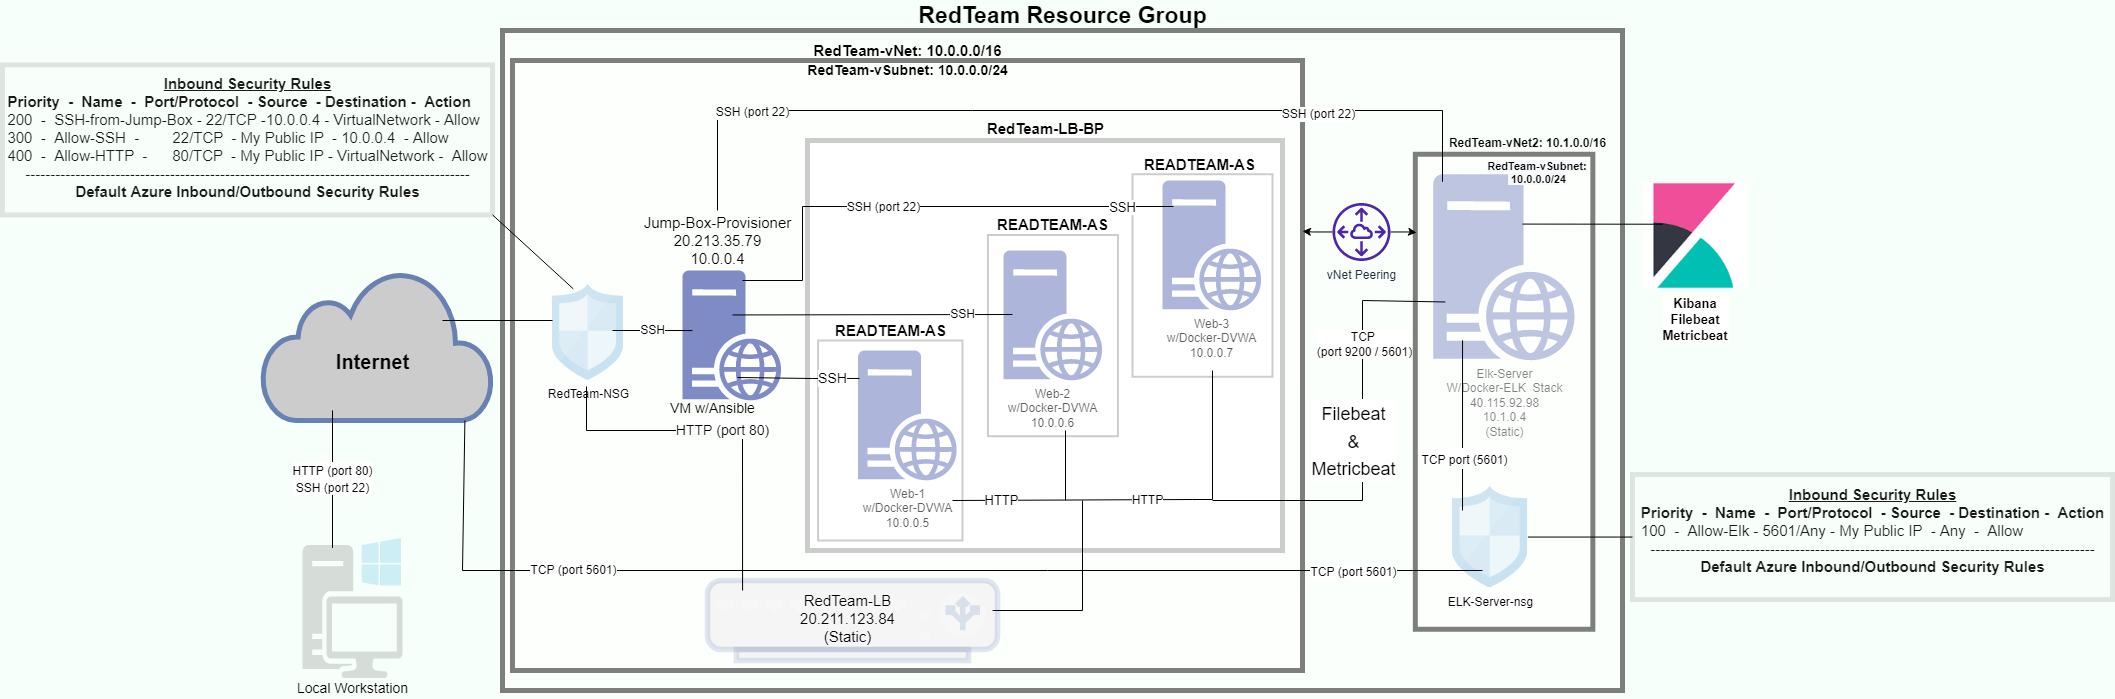 RedTeam Resource Group
RedTeam-vNet: 10.0.0.0/16
RedTeam-vSubnet: 10.0.0.0/24
Inbound Security Rules
Priority - Name - Port/Protocol - Source - Destination - Action
200 - SSH-from-Jump-Box - 22/TCP -10.0.0.4 - VirtualNetwork - Allow
300 - Allow-SSH - 22/TCP - My Public IP - 10.0.0.4 - Allow
400 - Allow-HTTP - 80/TCP - My Public IP - VirtualNetwork - Allow
Default Azure Inbound/Outbound Security Rules
SSH (port 22)
SSH (port 22)
RedTeam-LB-BP
RedTeam-vNet2: 10.1.0.0/16
RedTeam-vSubnet:
10.0.0.0/24
READTEAM-AS
SSH (port 22)
SSH
Jump-Box-Provisioner
20.213.35.79
10.0.0.4
READTEAM-AS
vNet Peering
Kibana
Filebeat
Metricbeat
SSH
SSH
READTEAM-AS
Web-3
w/Docker-DVWA
10.0.0.7
TCP
(port 9200 / 5601)
Internet
RedTeam-NSG
SSH
VM w/Ansible
HTTP (port 80)
Web-2
w/Docker-DVWA
10.0.0.6
Elk-Server
W/Docker-ELK Stack
40.115.92.98
10.1.0.4
(Static)
Filebeat
&
Metricbeat
TCP port (5601)
HTTP (port 80)
SSH (port 22)
Web-1
w/Docker-DVWA
10.0.0.5
HTTP
HTTP
Inbound Security Rules
Priority - Name - Port/Protocol - Source - Destination - Action
100 - Allow-Elk - 5601/Any - My Public IP - Any - Allow
Default Azure Inbound/Outbound Security Rules
TCP (port 5601)
TCP (port 5601)
ELK-Server-nsg
RedTeam-LB
20.211.123.84
(Static)
Local Workstation